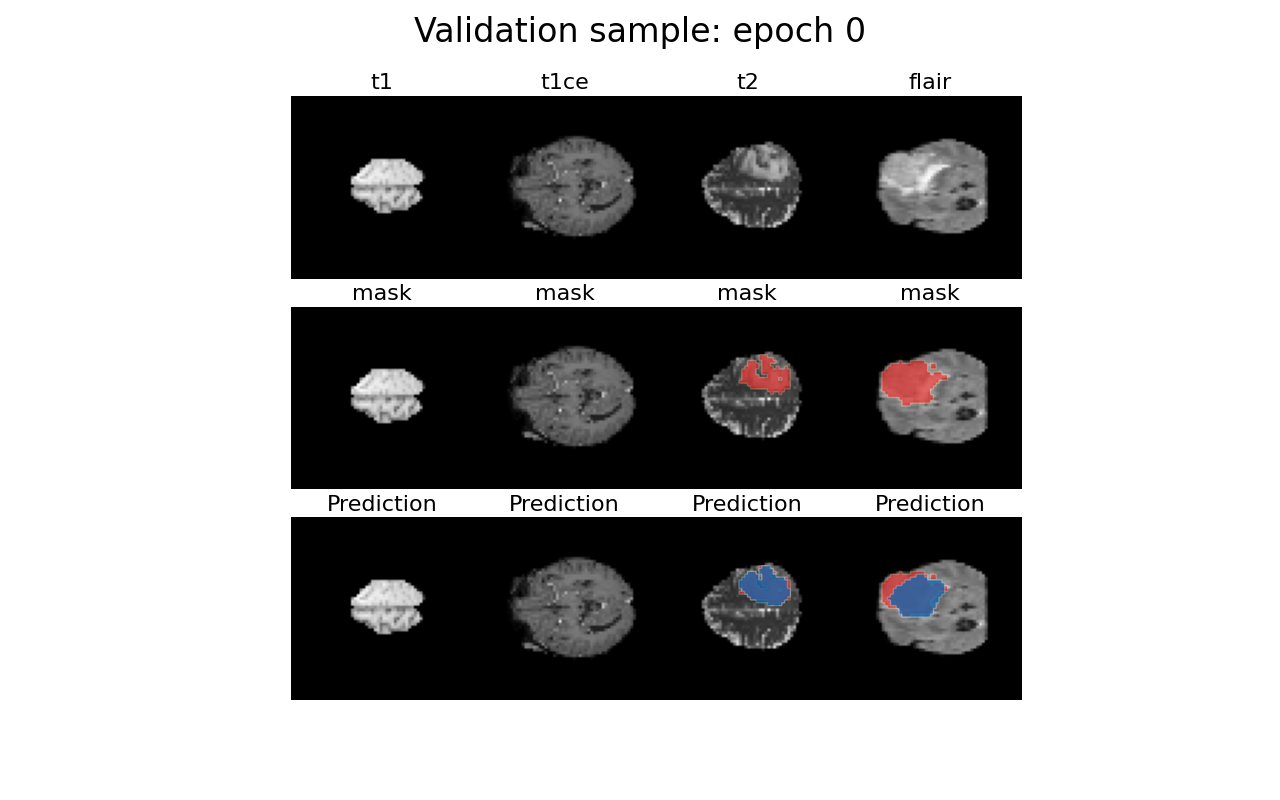 Validation sample: epoch 0
t1 t1ce t2 flair
mask mask mask mask
Prediction Prediction Prediction Prediction